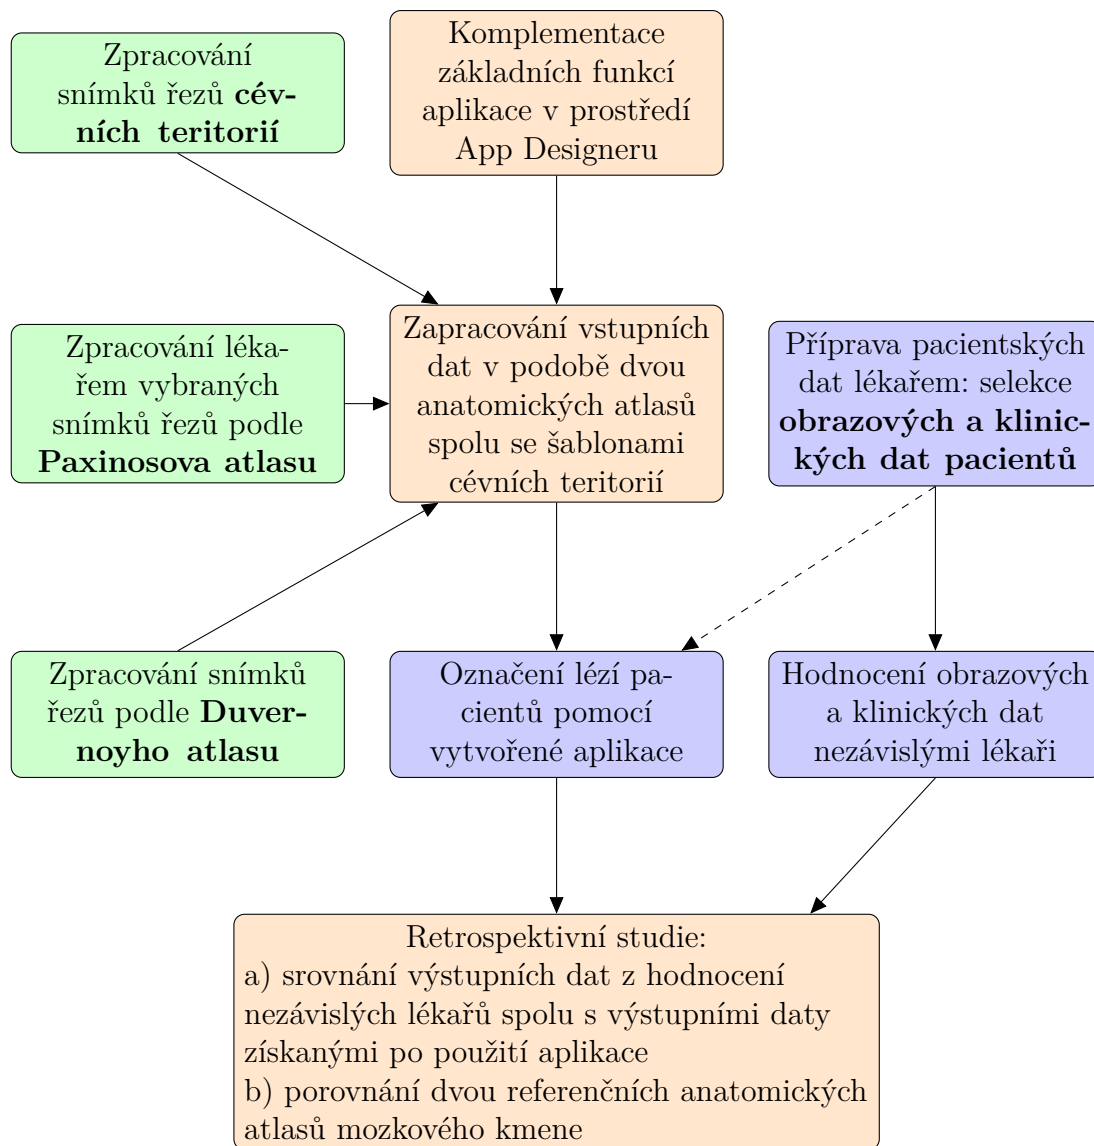 Zpracování
snímků řezů cév-
ních teritorií
Komplementace
základních funkcí
aplikace v prostředí
App Designeru
Zpracování léka-
řem vybraných
snímků řezů podle
Paxinosova atlasu
Zapracování vstupních
dat v podobě dvou
anatomických atlasů
spolu se šablonami
cévních teritorií
Příprava pacientských
dat lékařem: selekce
obrazových a klinic-
kých dat pacientů
Zpracování snímků
řezů podle Duver-
noyho atlasu
Označení lézí pa-
cientů pomocí
vytvořené aplikace
Hodnocení obrazových
a klinických dat
nezávislými lékaři
Retrospektivní studie:
a) srovnání výstupních dat z hodnocení
nezávislých lékařů spolu s výstupními daty
získanými po použití aplikace
b) porovnání dvou referenčních anatomických
atlasů mozkového kmene